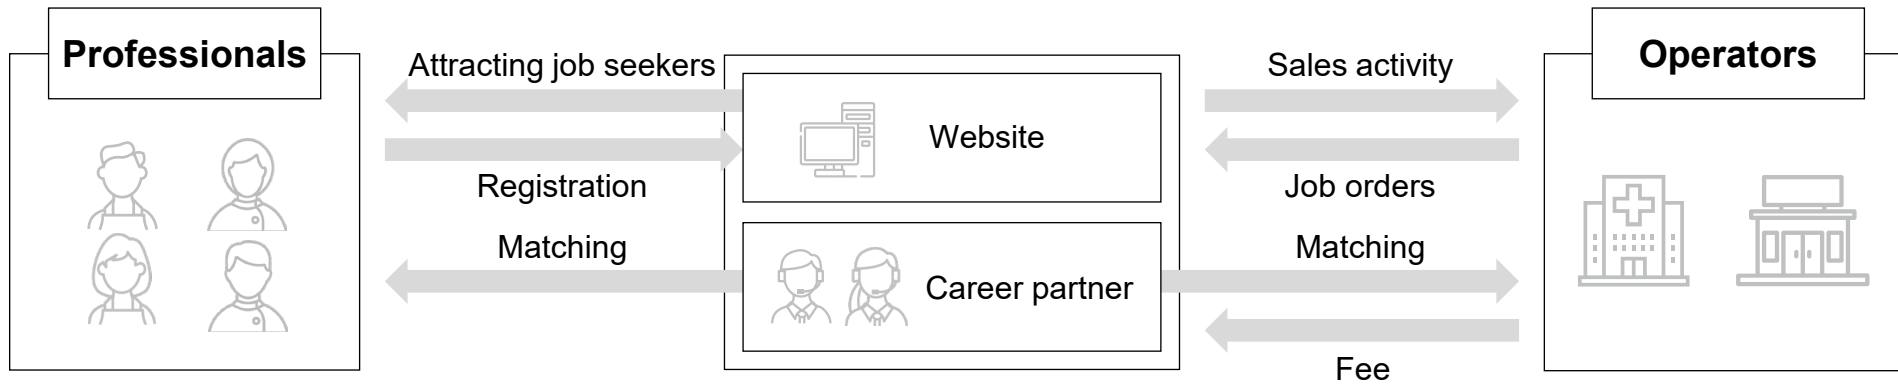 Professionals
Attracting job seekers
Registration
Matching
Website
Career partner
Sales activity
Job orders
Matching
Fee
Operators